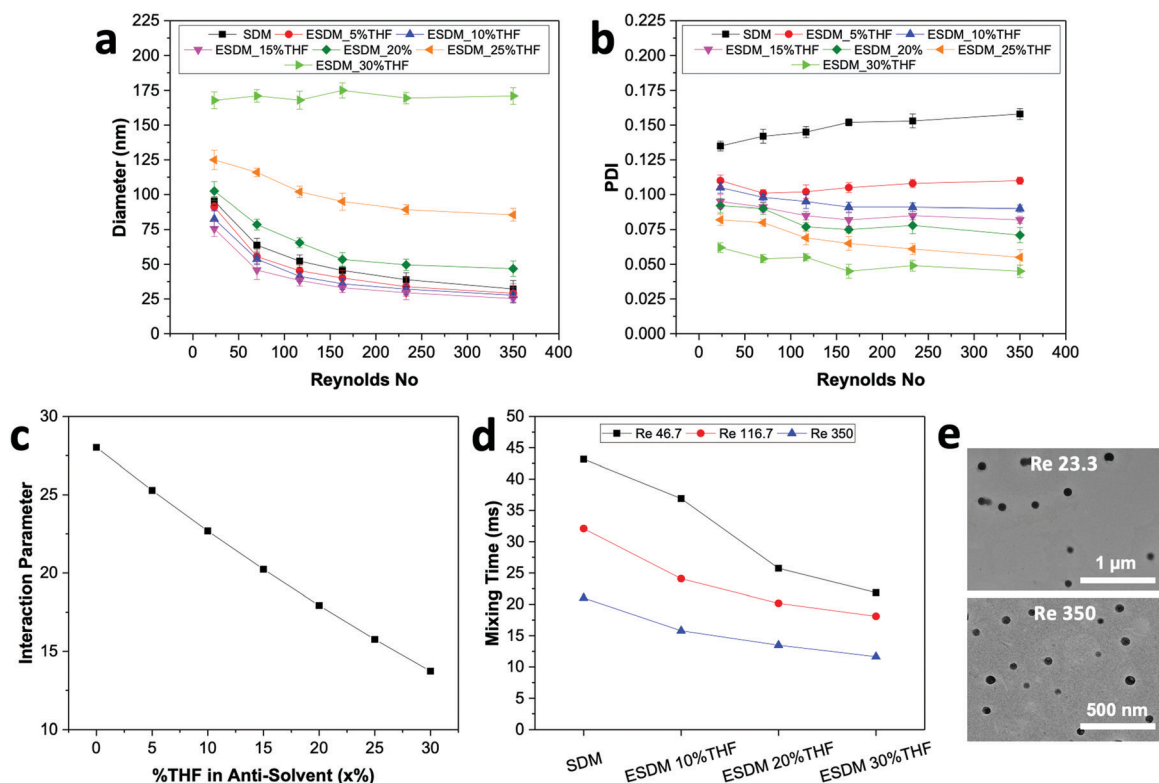 a
SDM ESDM_5%THF ESDM_10%THF
ESDM_15%THF ESDM_20% ESDM_25%THF
ESDM_30%THF
225
200
175
150
125
100
75
50
25
0
Diameter (nm)
0 50 100 150 200 250 300 350 400
Reynolds No
b
SDM ESDM_5%THF ESDM_10%THF
ESDM_15%THF ESDM_20% ESDM_25%THF
ESDM_30%THF
0.225
0.200
0.175
0.150
0.125
0.100
0.075
0.050
0.025
0.000
PDI
0 50 100 150 200 250 300 350 400
Reynolds No
c
30
25
20
15
10
Interaction Parameter
0 5 10 15 20 25 30
%THF in Anti-Solvent (x%)
d
Re 46.7 Re 116.7 Re 350
50
45
40
35
30
25
20
15
10
5
0
Mixing Time (ms)
SDM ESDM 10%THF ESDM 20%THF ESDM 30%THF
e
Re 23.3
1 µm
Re 350
500 nm